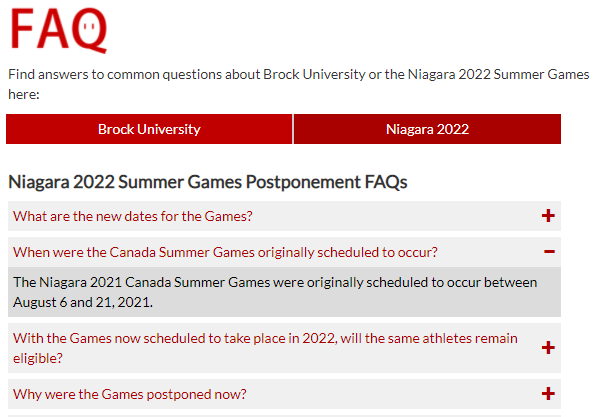 FAQ
Find answers to common questions about Brock University or the Niagara 2022 Summer Games
here:
Brock University
Niagara 2022
Niagara 2022 Summer Games Postponement FAQs
What are the new dates for the Games?
When were the Canada Summer Games originally scheduled to occur?
The Niagara 2021 Canada Summer Games were originally scheduled to occur between
August 6 and 21, 2021.
With the Games now scheduled to take place in 2022, will the same athletes remain
eligible?
Why were the Games postponed now?